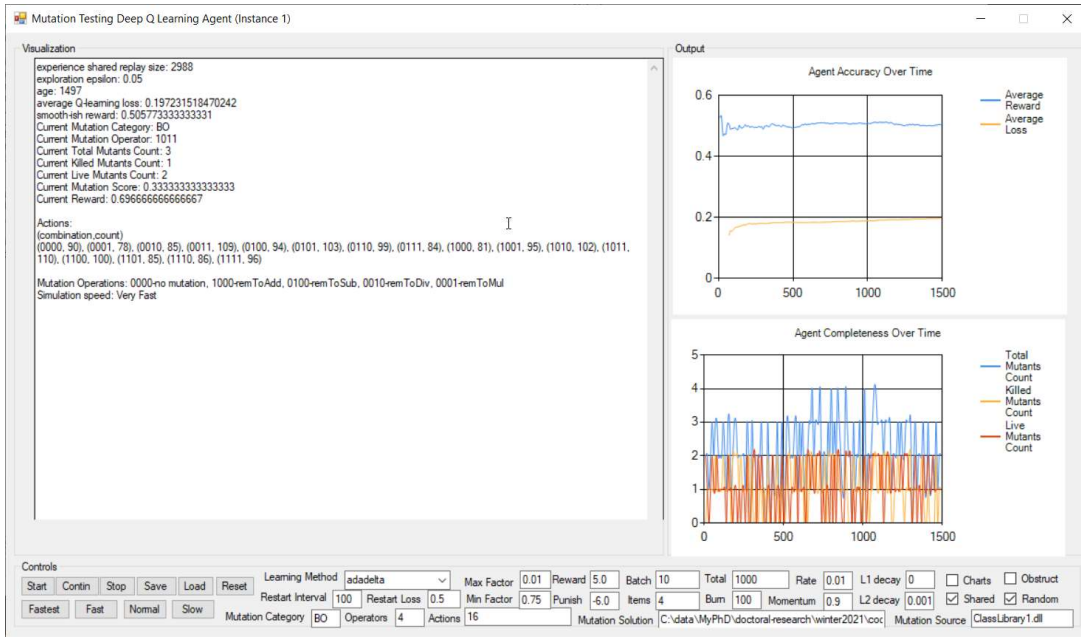 Mutation Testing Deep Q Learning Agent (Instance 1)
Visualization
experience shared replay size: 2988
exploration epsilon: 0.05
age: 1497
average Q-learning loss: 0.197231518470242
smooth-ish reward: 0.505773333333331
Current Mutation Category: BO
Current Mutation Operator: 1011
Current Total Mutants Count: 3
Current Killed Mutants Count: 1
Current Live Mutants Count: 2
Current Mutation Score: 0.333333333333333
Current Reward: 0.696666666666667
Actions:
(combination,count)
(0000, 90), (0001, 78), (0010, 85), (0011, 109), (0100, 94), (0101, 103), (0110, 99), (0111, 84), (1000, 81), (1001, 95), (1010, 102), (1011,
110), (1100, 100), (1101, 85), (1110, 86), (1111, 96)
Mutation Operations: 0000-no mutation, 1000-remToAdd, 0100-remToSub, 0010-remToDiv, 0001-remToMul
Simulation speed: Very Fast
Output
Agent Accuracy Over Time
0.6
0.4
0.2
0
0 500 1000 1500
Average
Reward
Average
Loss
Agent Completeness Over Time
5
4
3
2
1
0
0 500 1000 1500
Total
Mutants
Count
Killed
Mutants
Count
Live
Mutants
Count
Controls
Start Contin Stop Save Load Reset Learning Method adadelta Max Factor 0.01 Reward 5.0 Batch 10 Total 1000 Rate 0.01 L1 decay 0 Charts Obstruct
Restart Interval 100 Restart Loss 0.5 Min Factor 0.75 Punish -6.0 Items 4 Burn 100 Momentum 0.9 L2 decay 0.001 Shared Random
Fastest Fast Normal Slow Mutation Category BO Operators 4 Actions 16 Mutation Solution C:\data\MyPhD\doctoral-research\winter2021\coc Mutation Source ClassLibrary1.dll